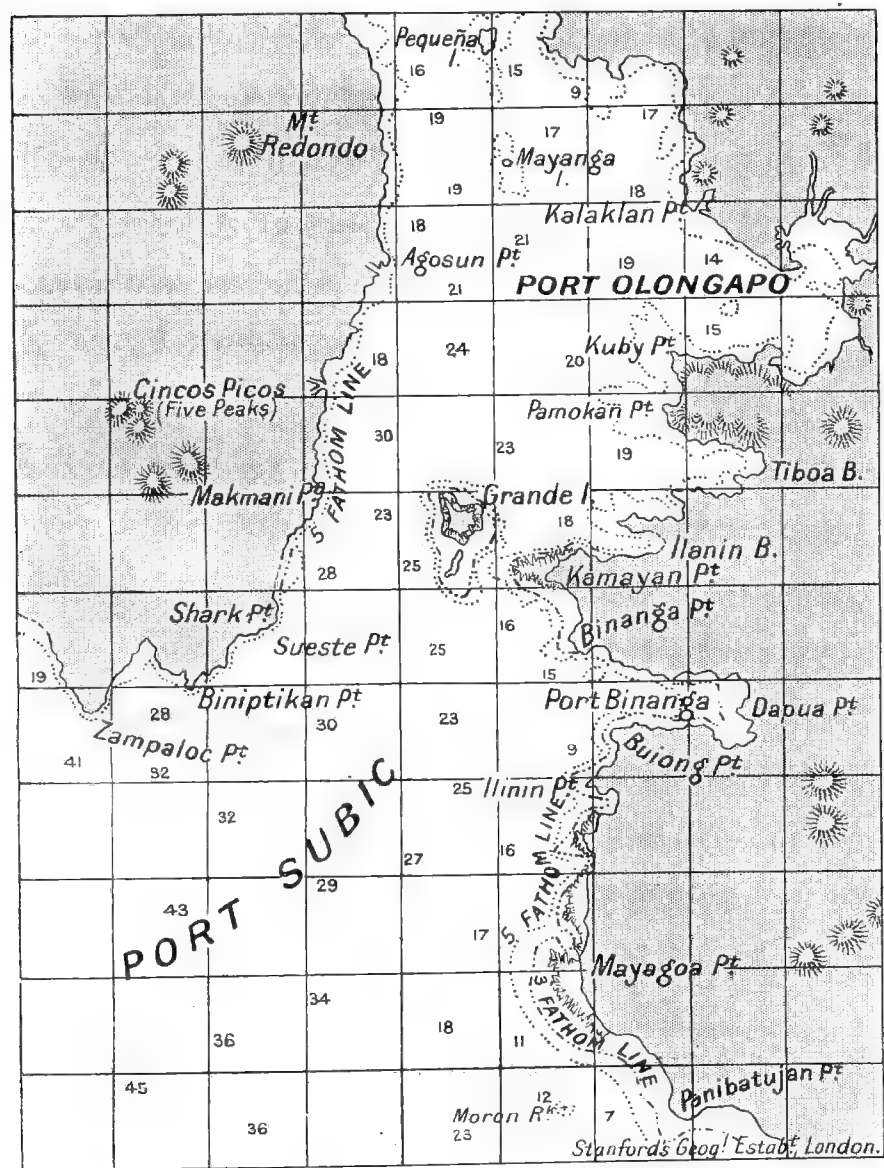 Pequeña
I.
16
15
9
17
Mt.
Redondo
19
17
Mayanga
I.
19
18
Kalaklan Pt.
18
21
Agosun Pt.
19
14
21
PORT OLONGAPO
15
18
24
20
Kuby Pt.
Cincos Picos
(Five Peaks)
Pamokan Pt.
30
23
19
Tiboa B.
Makmani Pt.
5 FATHOM LINE
23
Grande I.
18
Ilanin B.
28
25
Kamayan Pt.
Shark Pt.
16
Binanga Pt.
Sueste Pt.
25
19
15
Biniptikan Pt.
28
30
23
Port Binanga
Dapua Pt.
Zampaloc Pt.
41
32
9
Buiong Pt.
25
Ilinin Pt.
32
PORT SUBIC
27
16
5 FATHOM LINE
29
43
17
Mayagoa Pt.
34
3 FATHOM LINE
36
18
11
45
12
Panibatujan Pt.
36
Moron Rks.
23
7
Stanford's Geogl. Estabt., London.